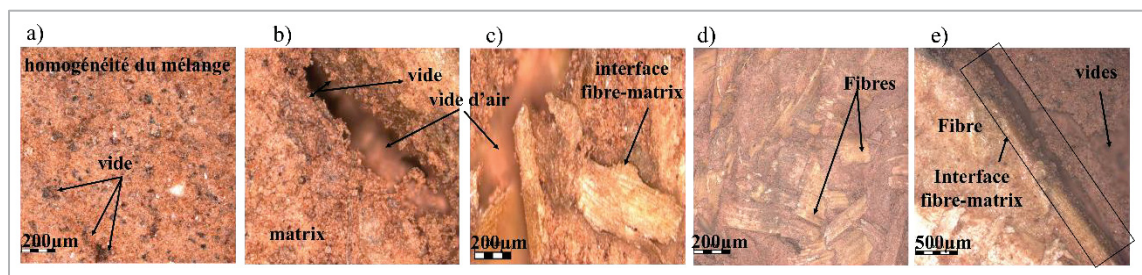 a)
homogénéité du mélange
vide
200µm
b)
vide
vide d'air
matrix
c)
interface
fibre-matrix
200µm
d)
Fibres
200µm
e)
vides
Fibre
Interface
fibre-matrix
500µm